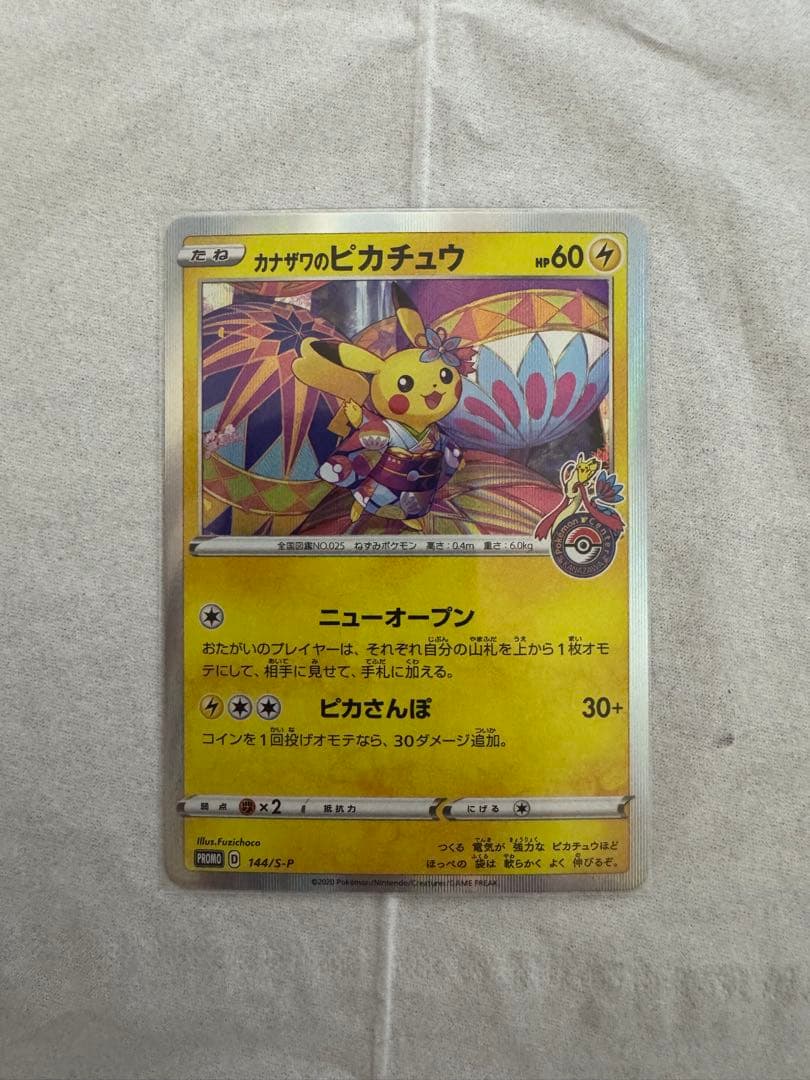 たね カナザワのピカチュウ HP60
全国図鑑NO.025 ねずみポケモン 高さ:0.4m 重さ:6.0kg
Pokémon Center
KANAZAWA
ニューオープン
おたがいのプレイヤーは、それぞれ自分の山札を上から1枚オモ
テにして、相手に見せて、手札に加える。
ピカさんぽ 30+
コインを1回投げオモテなら、30ダメージ追加。
弱点 ×2 抵抗力 にげる
Illus.Fuzichoco
つくる 電気が 強力な ピカチュウほど
ほっぺの 袋は 軟らかく よく 伸びるぞ。
PROMO D 144/S-P
©2020 Pokémon/Nintendo/Creatures/GAME FREAK